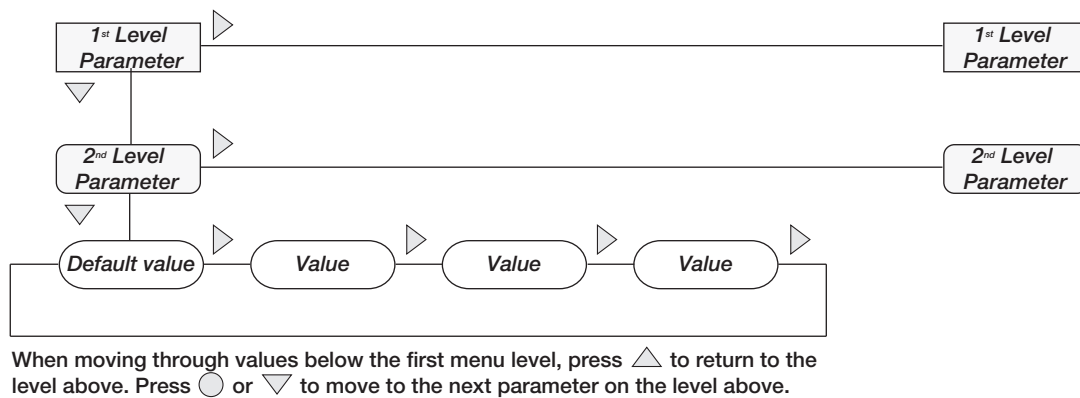 1st Level
Parameter
1st Level
Parameter
2nd Level
Parameter
2nd Level
Parameter
Default value
Value
Value
Value
When moving through values below the first menu level, press to return to the
level above. Press or to move to the next parameter on the level above.